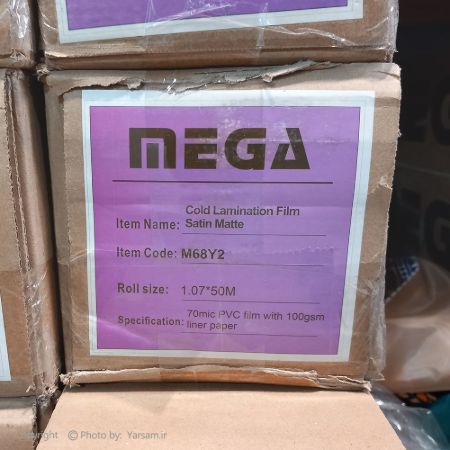 MEGA
Item Name: Cold Lamination Film
Satin Matte
Item Code: M68Y2
Roll size: 1.07*50M
Specification: 70mic PVC film with 100gsm
liner paper
© Photo by: Yarsam.ir